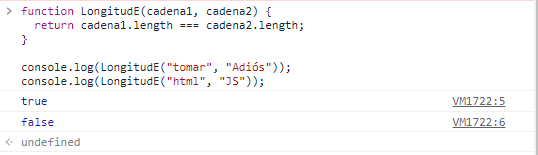 > function LongitudE(cadena1, cadena2) {
return cadena1.length === cadena2.length;
}
console.log(LongitudE("tomar", "Adiós"));
console.log(LongitudE("html", "JS"));
true VM1722:5
false VM1722:6
undefined